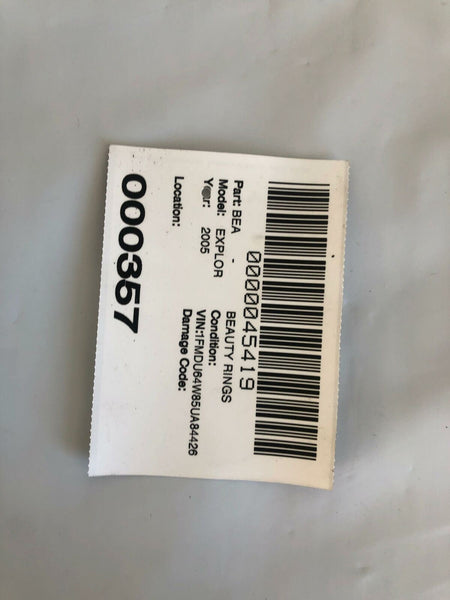 0000045419
Part: BEA - BEAUTY RINGS
Model: EXPLOR Condition:
Year: 2005 VIN:1FMDU64W85UA84426
Damage Code:
Location:
000357